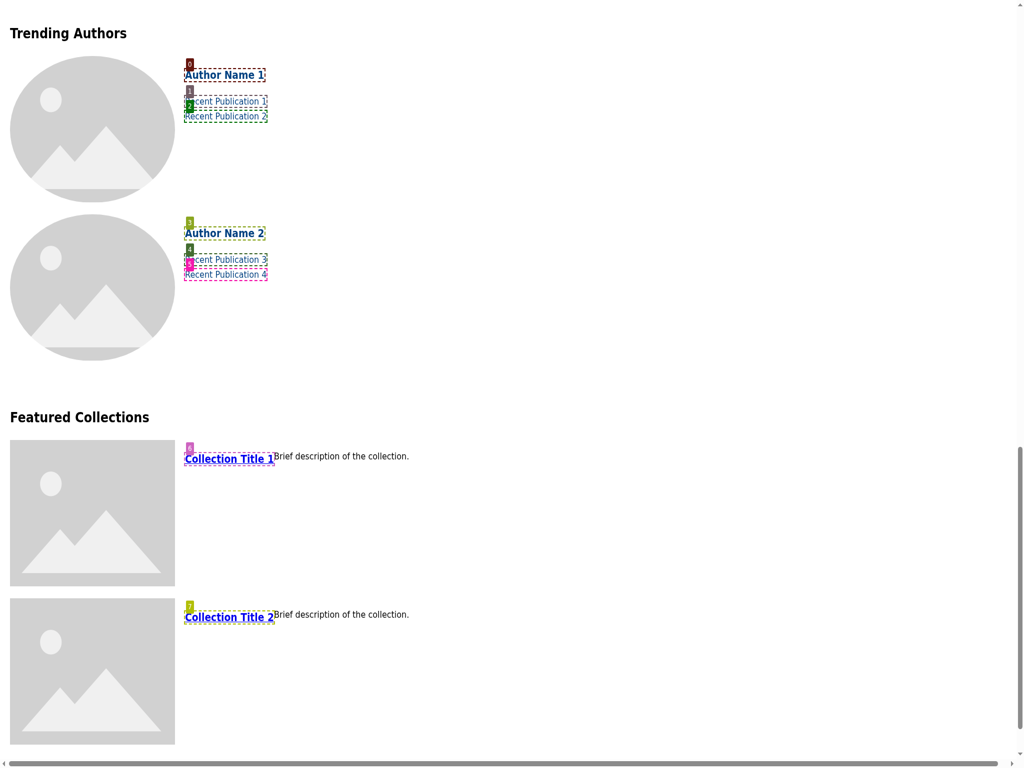 Trending Authors
0
Author Name 1
1
Recent Publication 1
2
Recent Publication 2
3
Author Name 2
4
Recent Publication 3
5
Recent Publication 4
Featured Collections
6
Collection Title 1 Brief description of the collection.
7
Collection Title 2 Brief description of the collection.